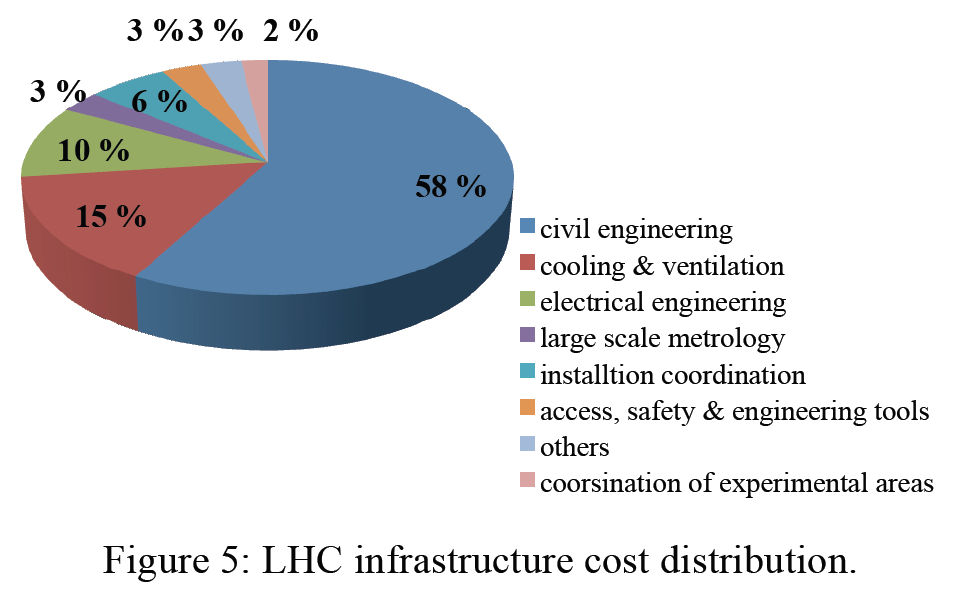 3 % 3 % 2 %
3 %
6 %
10 %
58 %
15 %
civil engineering
cooling & ventilation
electrical engineering
large scale metrology
installtion coordination
access, safety & engineering tools
others
coorsination of experimental areas
Figure 5: LHC infrastructure cost distribution.